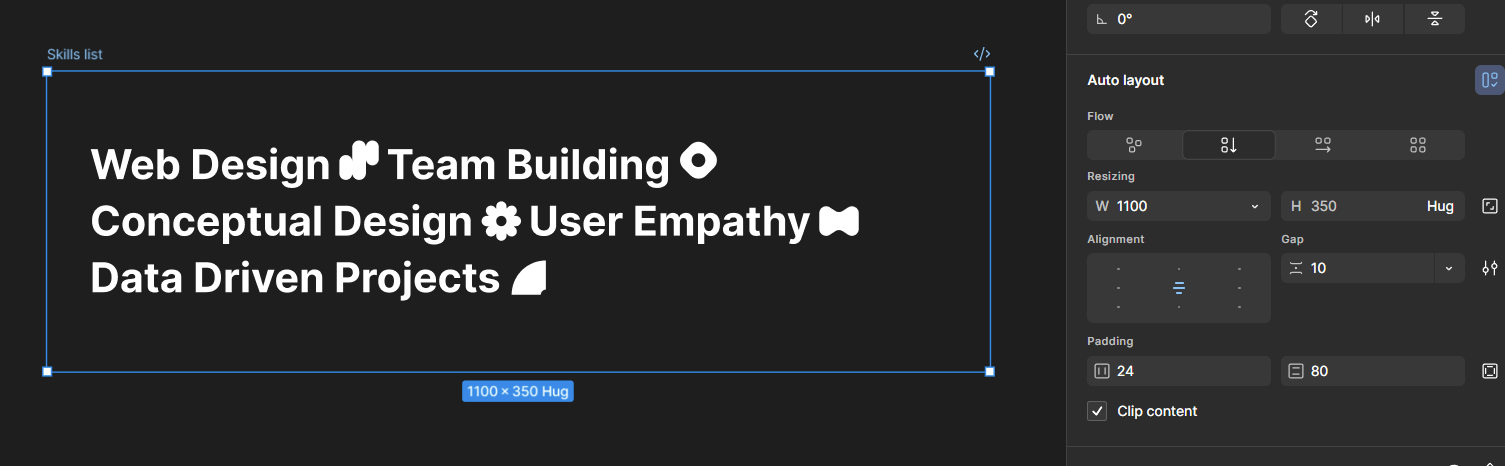 0°
Skills list
Auto layout
Flow
Web Design Team Building
Conceptual Design User Empathy
Data Driven Projects
Resizing
W 1100
H 350 Hug
Alignment
Gap
10
Padding
24
80
Clip content
1100 × 350 Hug